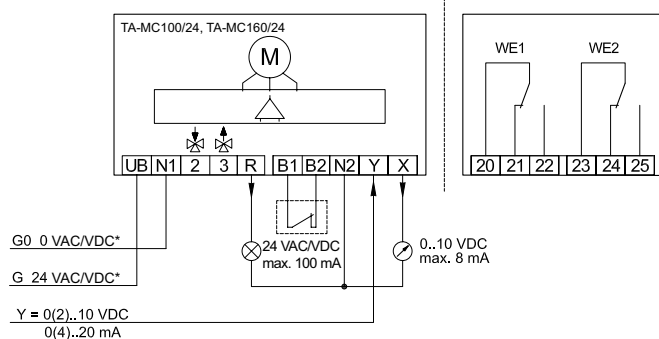 TA-MC100/24, TA-MC160/24
M
UB N1 2 3 R B1 B2 N2 Y X
WE1 WE2
20 21 22 23 24 25
G0 0 VAC/VDC*
24 VAC/VDC
max. 100 mA
0..10 VDC
max. 8 mA
G 24 VAC/VDC*
Y = 0(2)..10 VDC
0(4)..20 mA